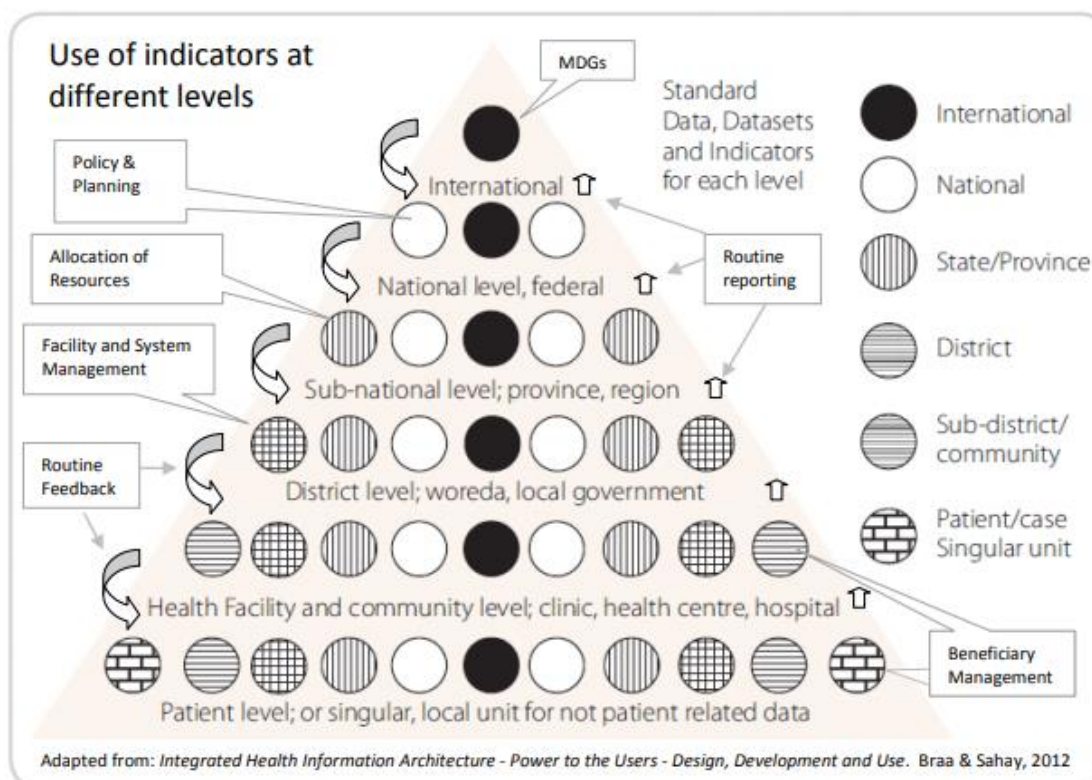 Use of indicators at
different levels
MDGs
Standard
Data, Datasets
and Indicators
for each level
International
National
State/Province
District
Sub-district/
community
Patient/case
Singular unit
Policy &
Planning
Allocation of
Resources
Facility and System
Management
Routine
Feedback
Routine
reporting
Beneficiary
Management
International
National level, federal
Sub-national level; province, region
District level; woreda, local government
Health Facility and community level; clinic, health centre, hospital
Patient level; or singular, local unit for not patient related data
Adapted from: Integrated Health Information Architecture - Power to the Users - Design, Development and Use. Braa & Sahay, 2012